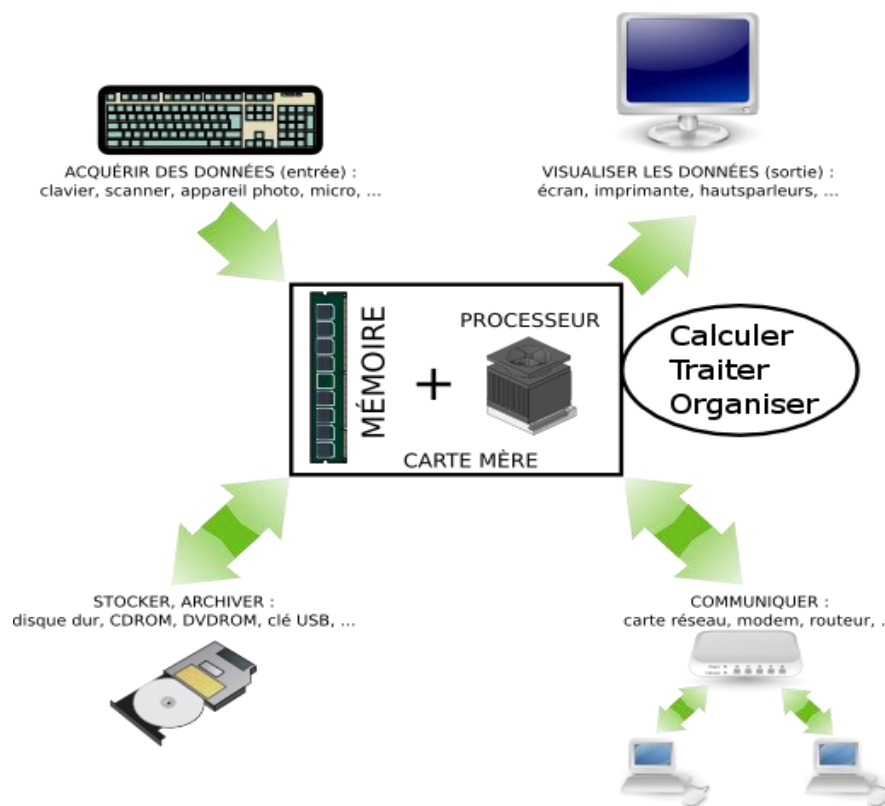 ACQUÉRIR DES DONNÉES (entrée) :
clavier, scanner, appareil photo, micro, ...
VISUALISER LES DONNÉES (sortie) :
écran, imprimante, hautsparleurs, ...
MÉMOIRE
+
PROCESSEUR
CARTE MÈRE
Calculer
Traiter
Organiser
STOCKER, ARCHIVER :
disque dur, CDROM, DVDROM, clé USB, ...
COMMUNIQUER :
carte réseau, modem, routeur, .